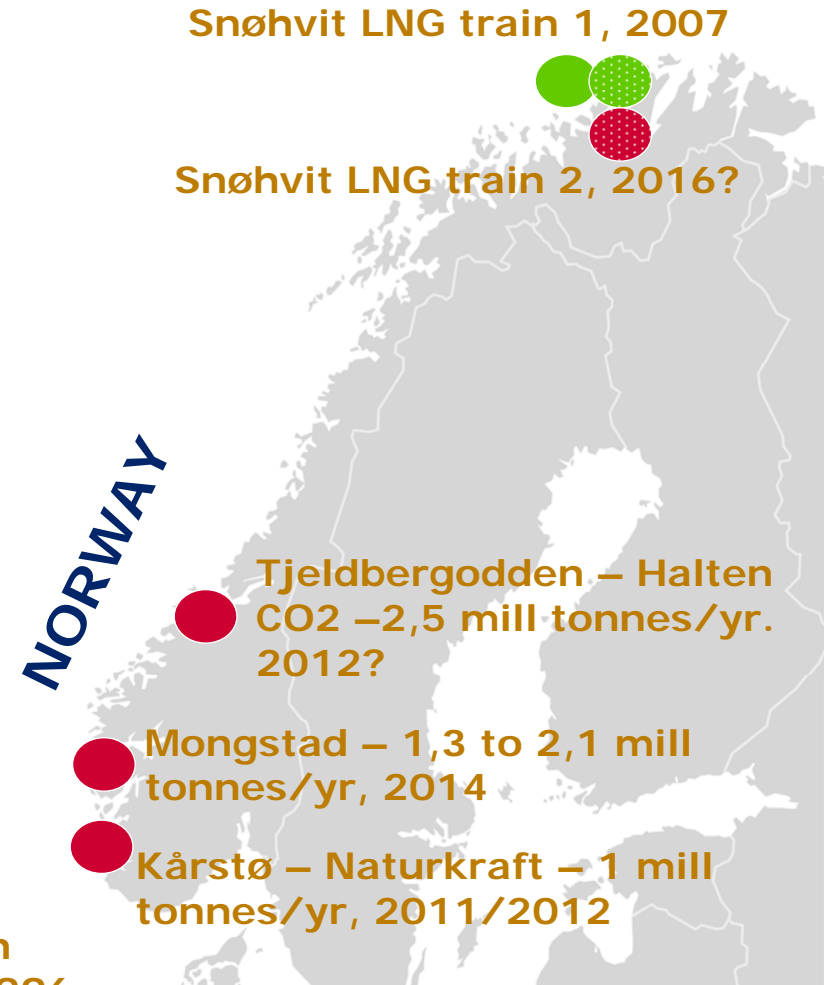 Snøhvit LNG train 1, 2007
Snøhvit LNG train 2, 2016?
NORWAY
Tjeldbergodden – Halten
CO2 –2,5 mill tonnes/yr.
2012?
Mongstad – 1,3 to 2,1 mill
tonnes/yr, 2014
Kårstø – Naturkraft – 1 mill
tonnes/yr, 2011/2012